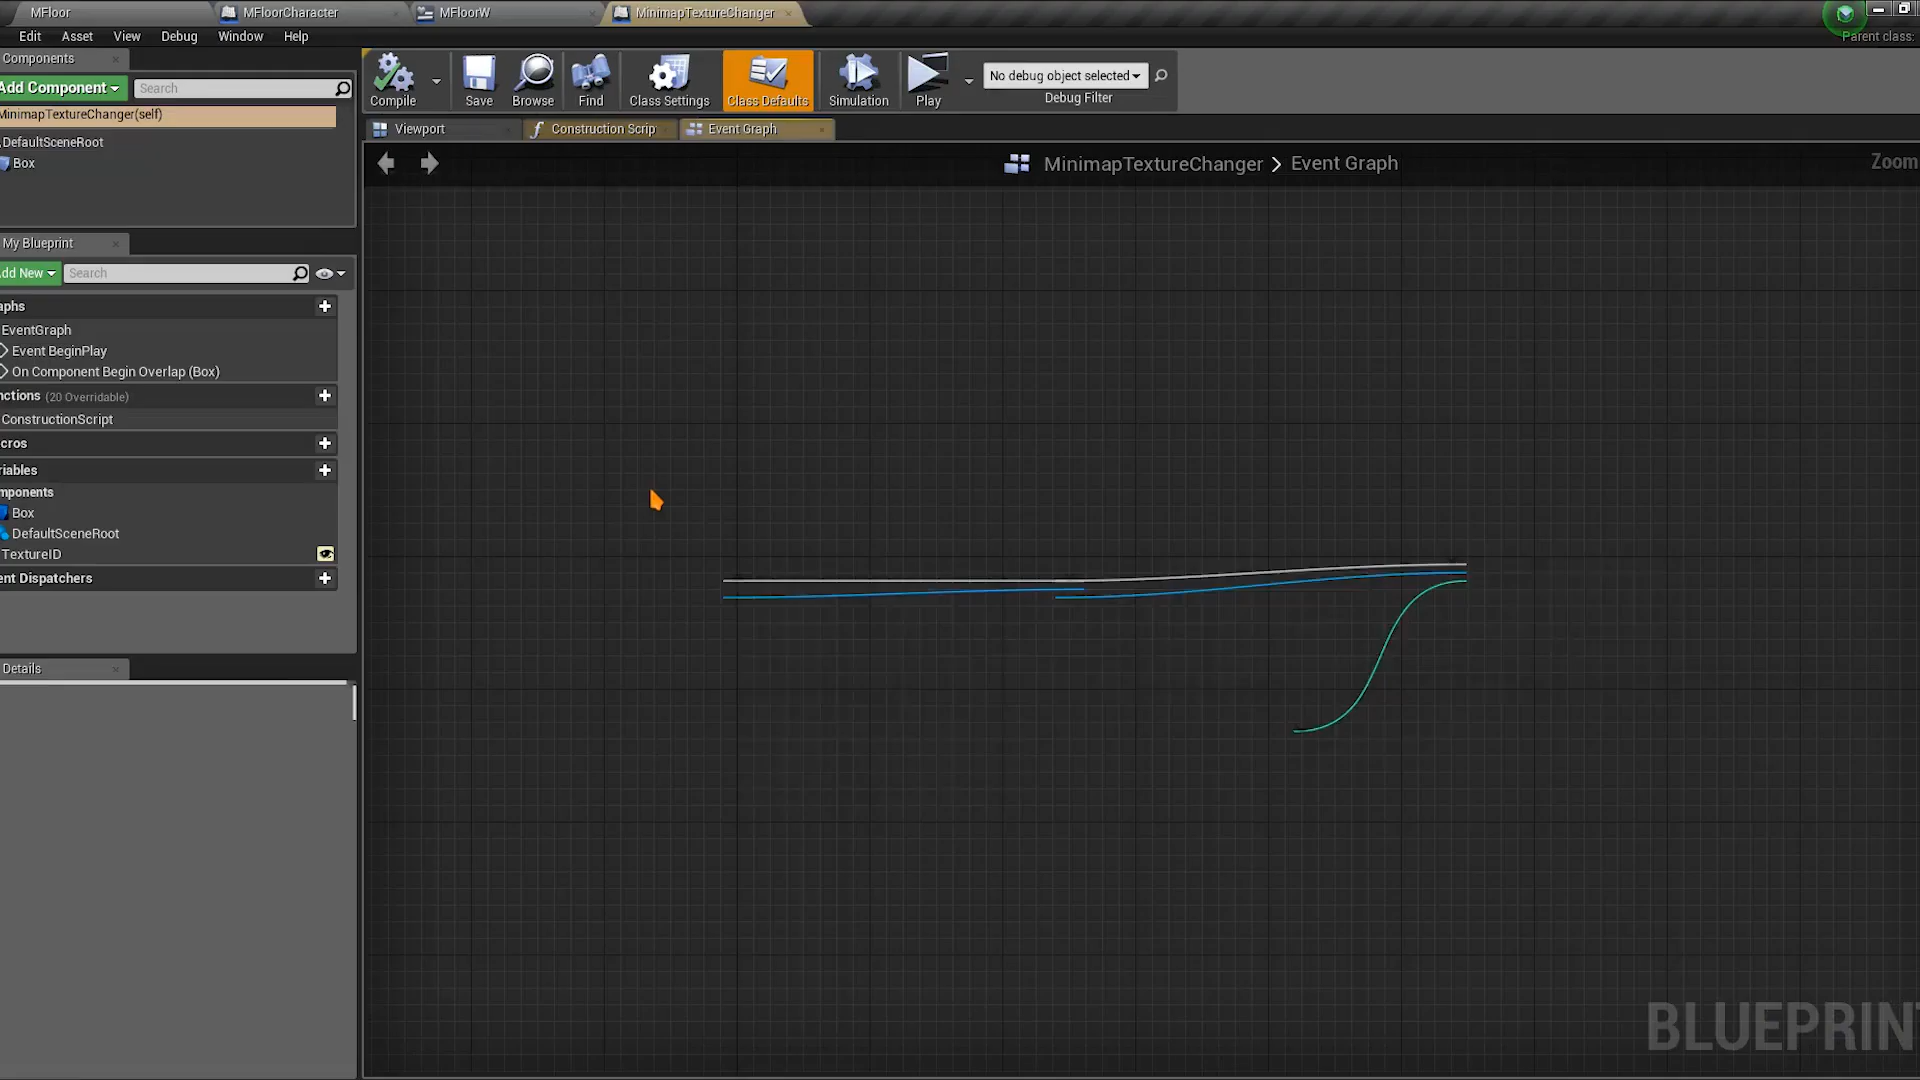 MFloor
MFloorCharacter
MFloorW
MinimapTextureChanger
Edit
Asset
View
Debug
Window
Help
Parent class:
Components
Add Component
Search
MinimapTextureChanger(self)
DefaultSceneRoot
Box
Compile
Save
Browse
Find
Class Settings
Class Defaults
Simulation
Play
No debug object selected
Debug Filter
Viewport
Construction Scrip
Event Graph
MinimapTextureChanger > Event Graph
Zoom
My Blueprint
dd New
Search
aphs
EventGraph
Event BeginPlay
On Component Begin Overlap (Box)
nctions (20 Overridable)
ConstructionScript
cros
riables
mponents
Box
DefaultSceneRoot
TextureID
ent Dispatchers
Details
BLUEPRIN